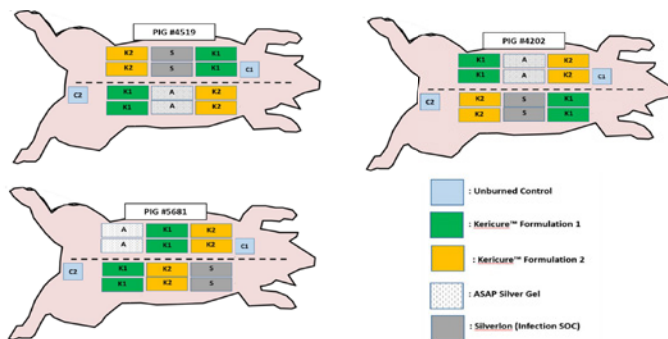 PIG #4519
K2 S K1
K2 S K1
C1
C2
K1 A K2
K1 A K2
PIG #4202
K1 A K2
K1 A K2
C1
C2
K2 S K1
K2 S K1
PIG #5681
A K1 K2
A K1 K2
C1
C2
K1 K2 S
K1 K2 S
: Unburned Control
: Kericure™ Formulation 1
: Kericure™ Formulation 2
: ASAP Silver Gel
: Silverlon (Infection SOC)